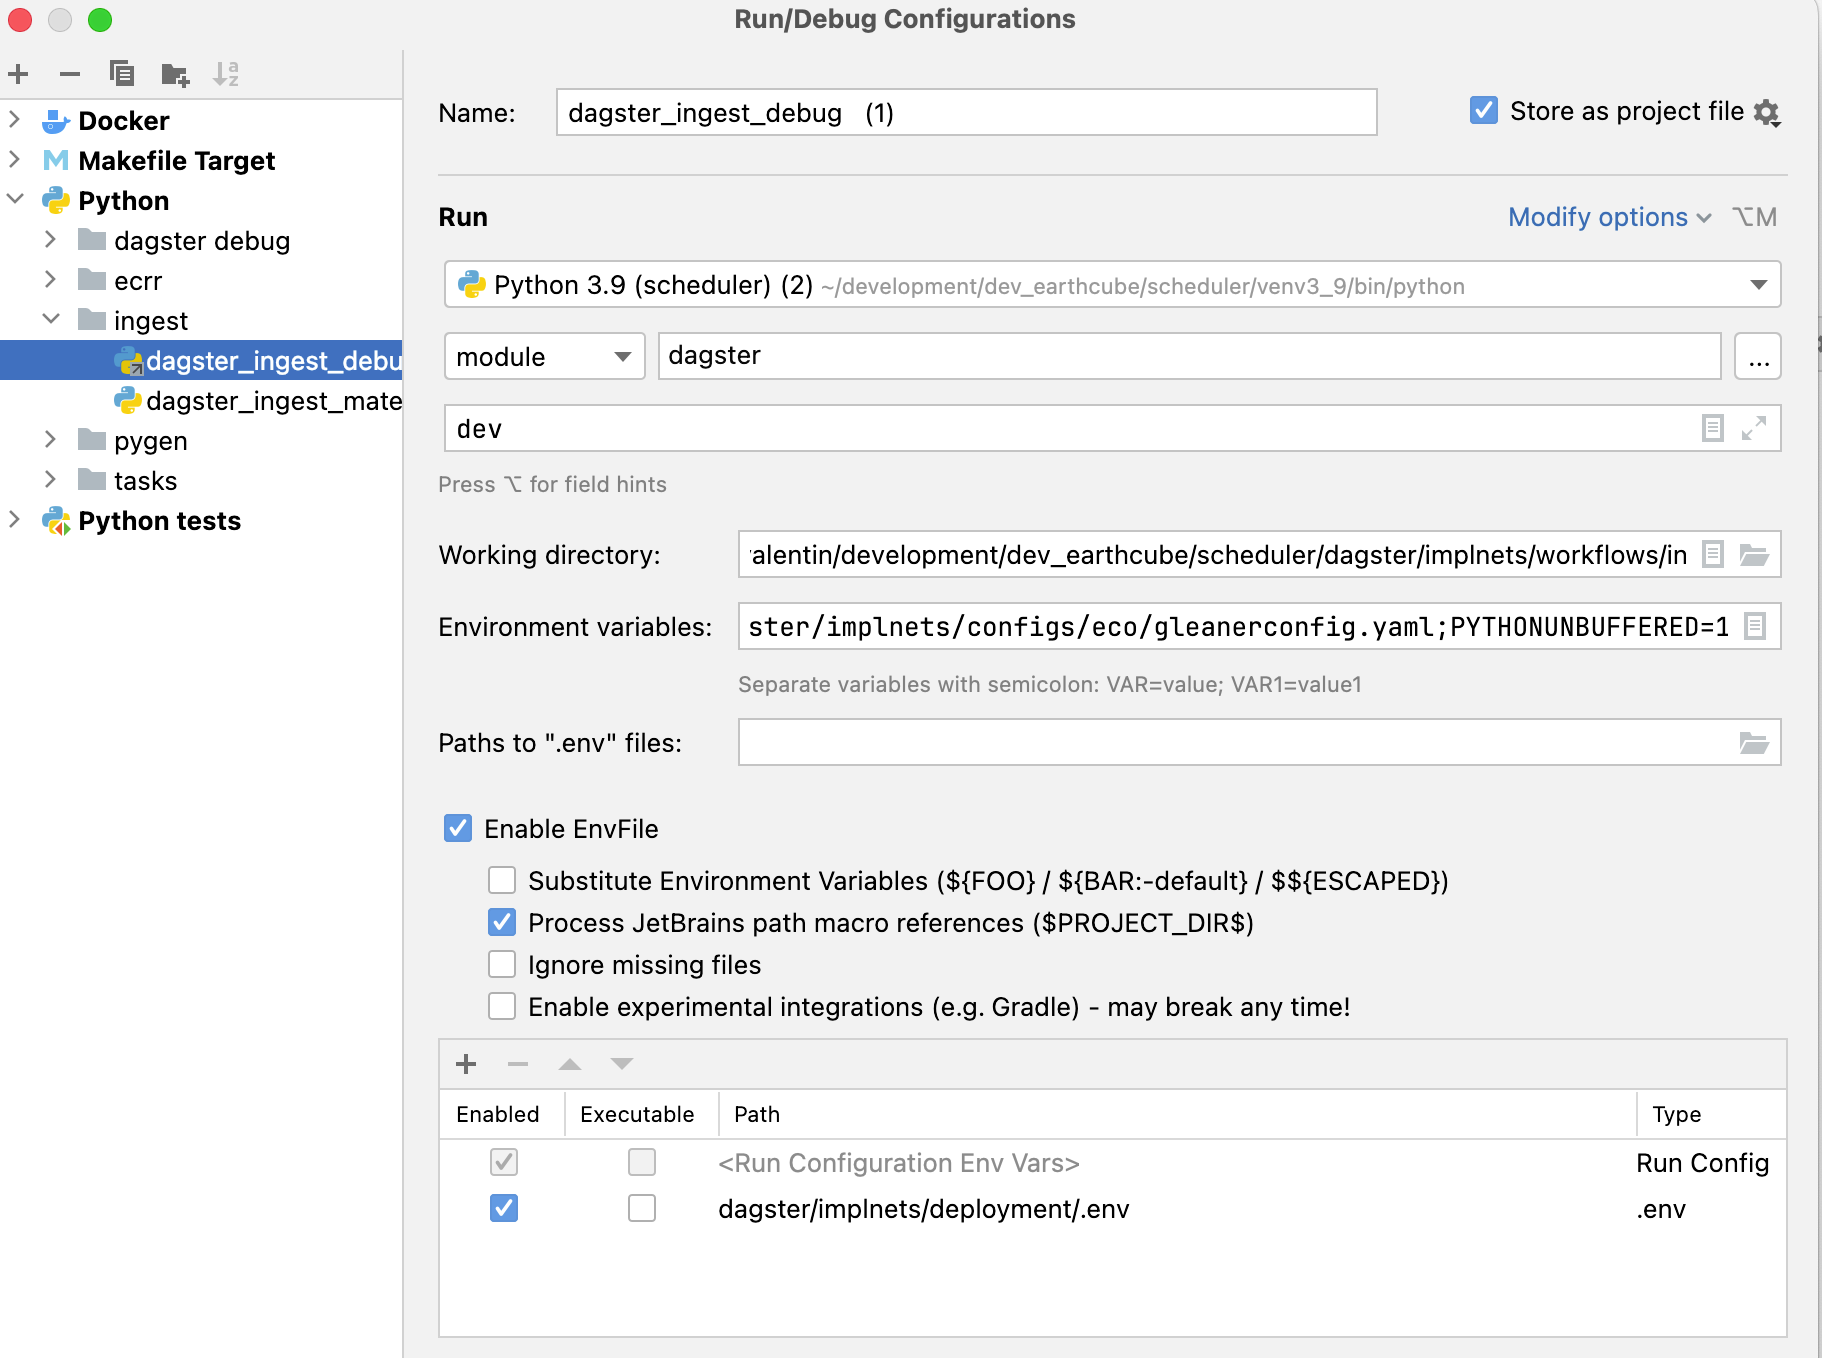 Run/Debug Configurations
Docker
Makefile Target
Python
dagster debug
ecrr
ingest
dagster_ingest_debu
dagster_ingest_mate
pygen
tasks
Python tests
Name: dagster_ingest_debug (1) Store as project file
Run Modify options ⌥M
Python 3.9 (scheduler) (2) ~/development/dev_earthcube/scheduler/venv3_9/bin/python
module dagster ...
dev
Press ⌥ for field hints
Working directory: alentin/development/dev_earthcube/scheduler/dagster/implnets/workflows/in
Environment variables: ster/implnets/configs/eco/gleanerconfig.yaml;PYTHONUNBUFFERED=1
Separate variables with semicolon: VAR=value; VAR1=value1
Paths to ".env" files:
Enable EnvFile
Substitute Environment Variables (${FOO} / ${BAR:-default} / $${ESCAPED})
Process JetBrains path macro references ($PROJECT_DIR$)
Ignore missing files
Enable experimental integrations (e.g. Gradle) - may break any time!
Enabled Executable Path Type
<Run Configuration Env Vars> Run Config
dagster/implnets/deployment/.env .env